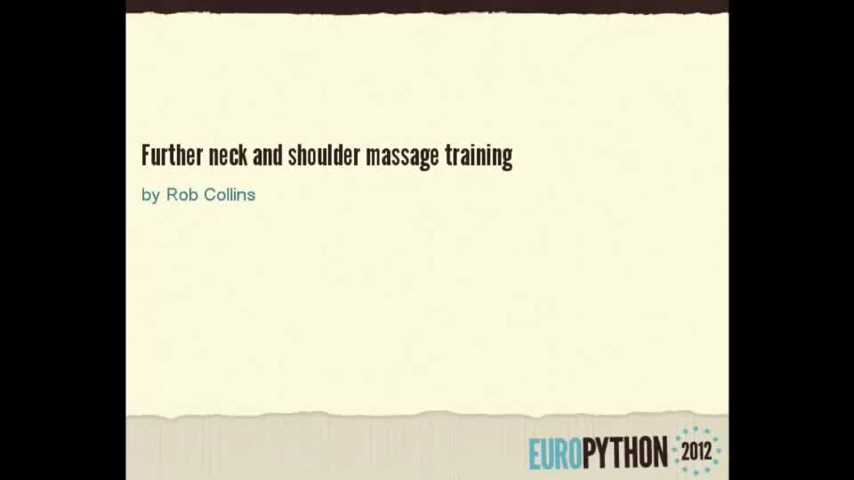 Further neck and shoulder massage training
by Rob Collins
EUROPYTHON 2012